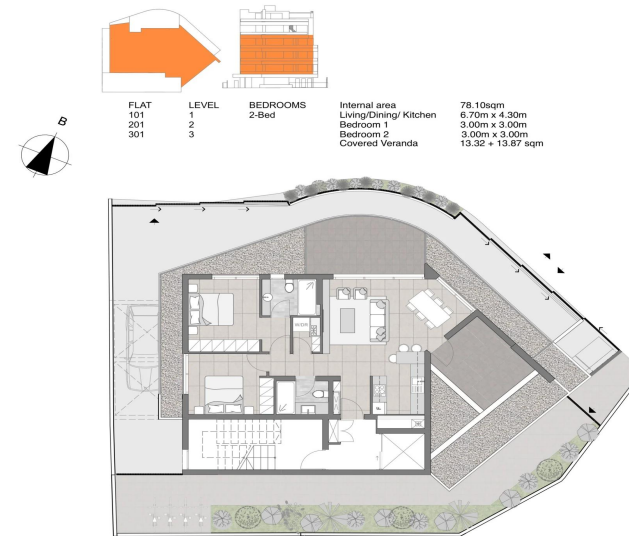 FLAT LEVEL BEDROOMS Internal area 78.10sqm
101 1 2-Bed Living/Dining/ Kitchen 6.70m x 4.30m
201 2 Bedroom 1 3.00m x 3.00m
301 3 Bedroom 2 3.00m x 3.00m
Covered Veranda 13.32 + 13.87 sqm
B